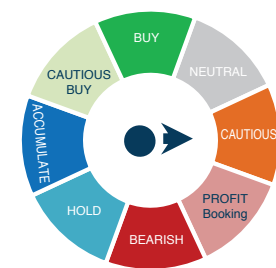 BUY
NEUTRAL
CAUTIOUS
PROFIT
Booking
BEARISH
HOLD
ACCUMULATE
CAUTIOUS
BUY